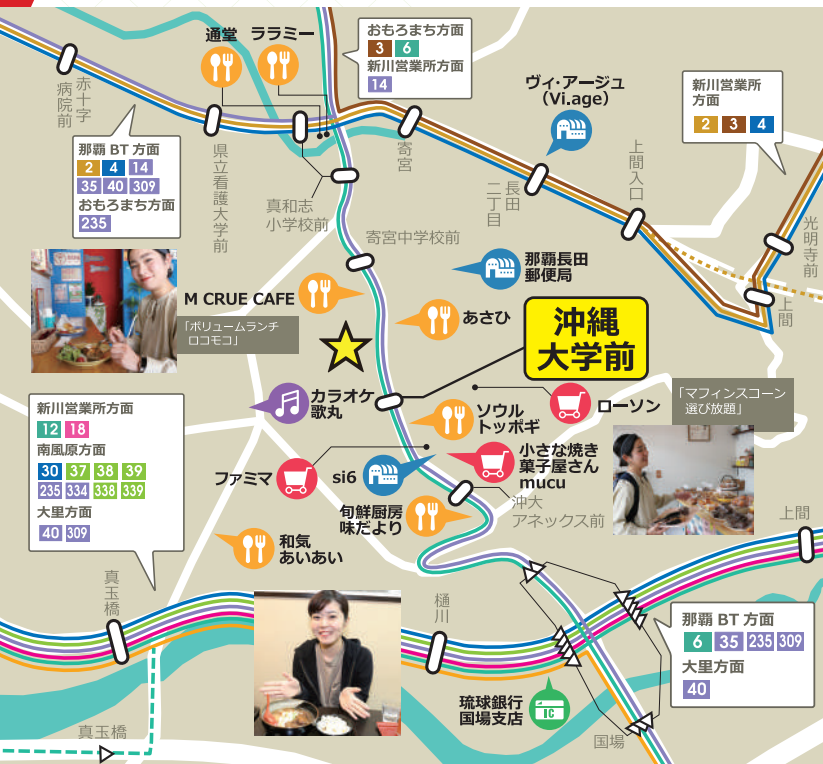 通堂
ララミー
おもろまち方面
3 6
新川営業所方面
14
ヴィ・アージュ
（Vi.age）
新川営業所
方面
2 3 4
赤十字
病院前
那覇 BT 方面
2 4 14
35 40 309
おもろまち方面
235
県立看護大学前
真和志
小学校前
寄宮
長田
二丁目
上間入口
光明寺前
上間
寄宮中学校前
那覇長田
郵便局
M CRUE CAFE
「ボリュームランチ
ロコモコ」
あさひ
沖縄
大学前
カラオケ
歌丸
ソウル
トッポギ
ローソン
「マフィンスコーン
選び放題」
新川営業所方面
12 18
南風原方面
30 37 38 39
235 334 338 339
大里方面
40 309
ファミマ
si6
小さな焼き
菓子屋さん
mucu
旬鮮厨房
味だより
沖大
アネックス前
和気
あいあい
上間
真玉橋
樋川
那覇 BT 方面
6 35 235 309
大里方面
40
琉球銀行
国場支店
国場
真玉橋